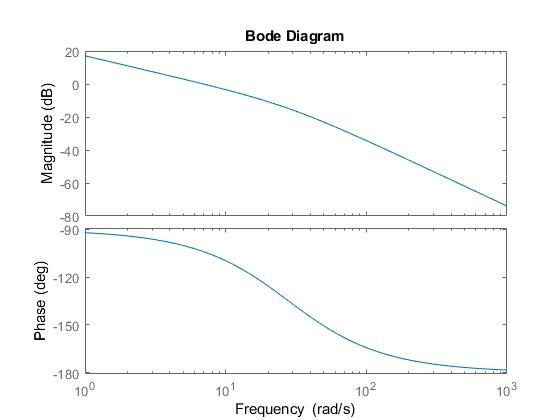 Bode Diagram
20
0
-20
-40
-60
-80
Magnitude (dB)
-90
-120
-150
-180
Phase (deg)
10^0 10^1 10^2 10^3
Frequency (rad/s)